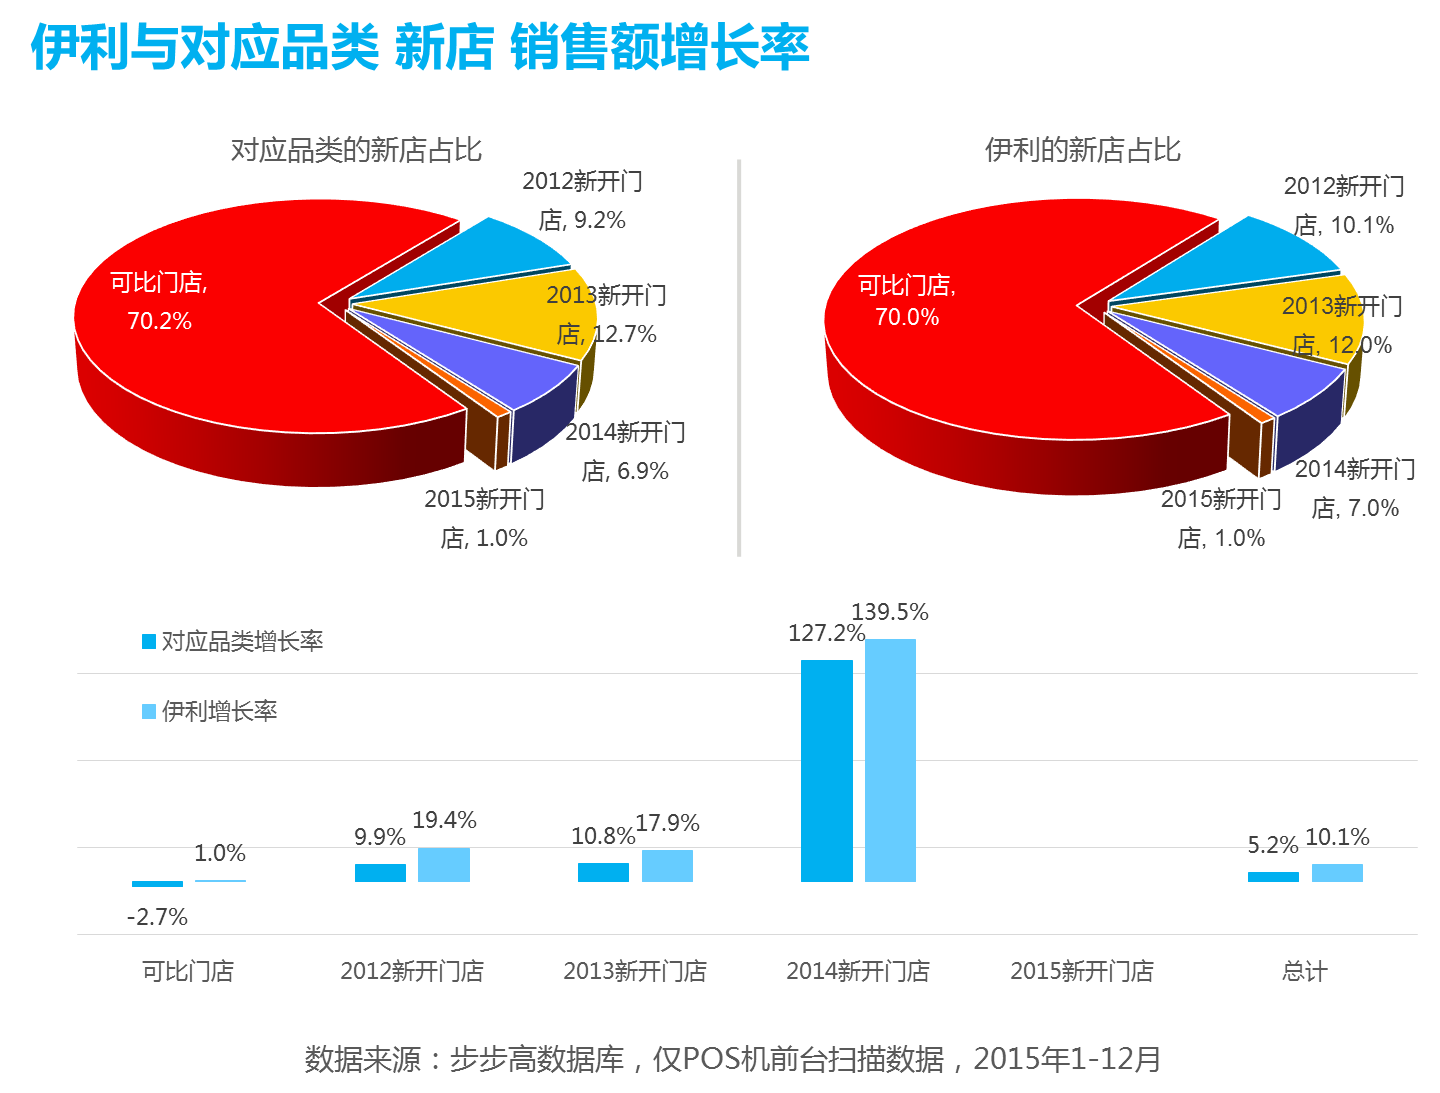 伊利与对应品类 新店 销售额增长率
对应品类的新店占比
2012新开门
店, 9.2%
可比门店,
70.2%
2013新开门
店, 12.7%
2014新开门
店, 6.9%
2015新开门
店, 1.0%
伊利的新店占比
2012新开门
店, 10.1%
可比门店,
70.0%
2013新开门
店, 12.0%
2014新开门
店, 7.0%
2015新开门
店, 1.0%
对应品类增长率
伊利增长率
-2.7%
1.0%
9.9%
19.4%
10.8%
17.9%
127.2%
139.5%
5.2%
10.1%
可比门店
2012新开门店
2013新开门店
2014新开门店
2015新开门店
总计
数据来源：步步高数据库，仅POS机前台扫描数据，2015年1-12月